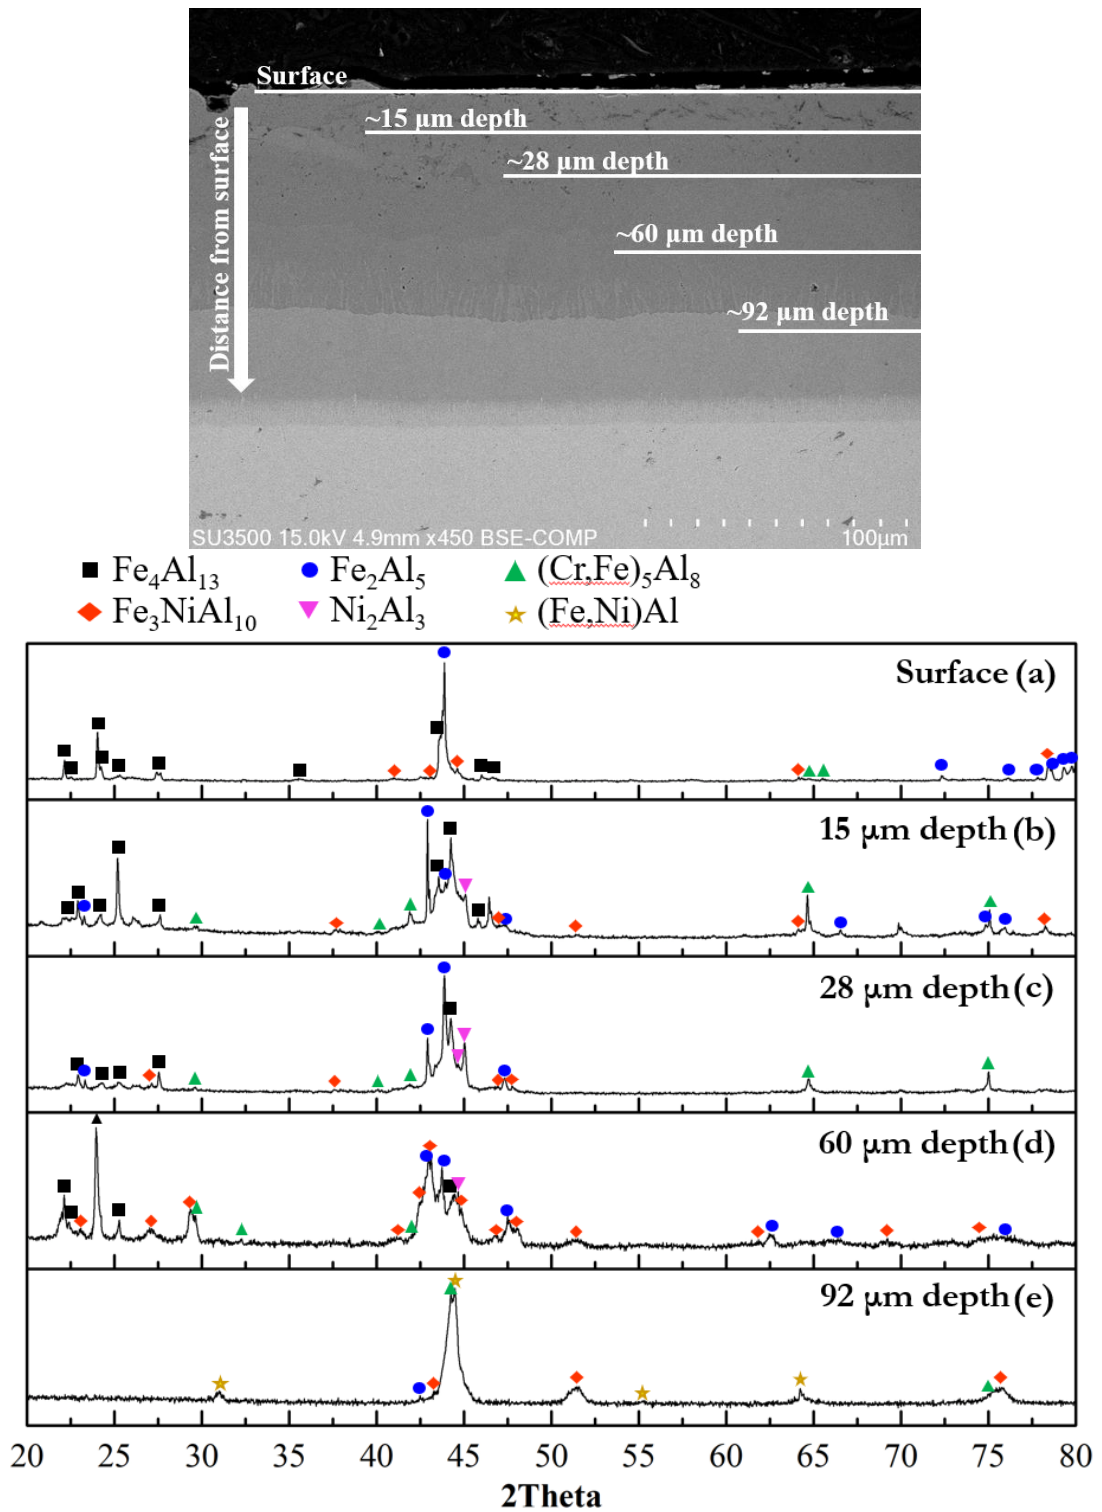 Surface
~15 μm depth
~28 μm depth
~60 μm depth
~92 μm depth
Distance from surface
SU3500 15.0kV 4.9mm x450 BSE-COMP 100μm
Fe₄Al₁₃ Fe₂Al₅ (Cr,Fe)₅Al₈
Fe₃NiAl₁₀ Ni₂Al₃ (Fe,Ni)Al
Surface (a)
15 μm depth (b)
28 μm depth (c)
60 μm depth (d)
92 μm depth (e)
20 25 30 35 40 45 50 55 60 65 70 75 80
2Theta